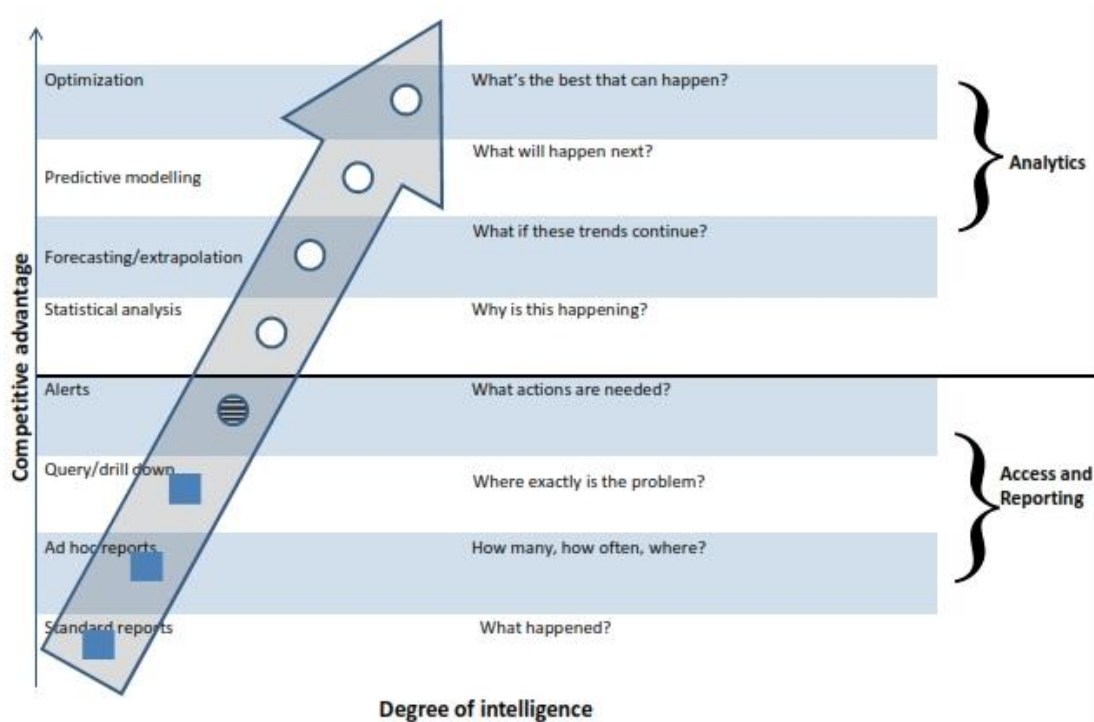 Optimization
What's the best that can happen?
What will happen next?
Analytics
Predictive modelling
What if these trends continue?
Forecasting/extrapolation
Statistical analysis
Why is this happening?
Competitive advantage
Alerts
What actions are needed?
Query/drill down
Where exactly is the problem?
Access and
Reporting
Ad hoc reports
How many, how often, where?
Standard reports
What happened?
Degree of intelligence